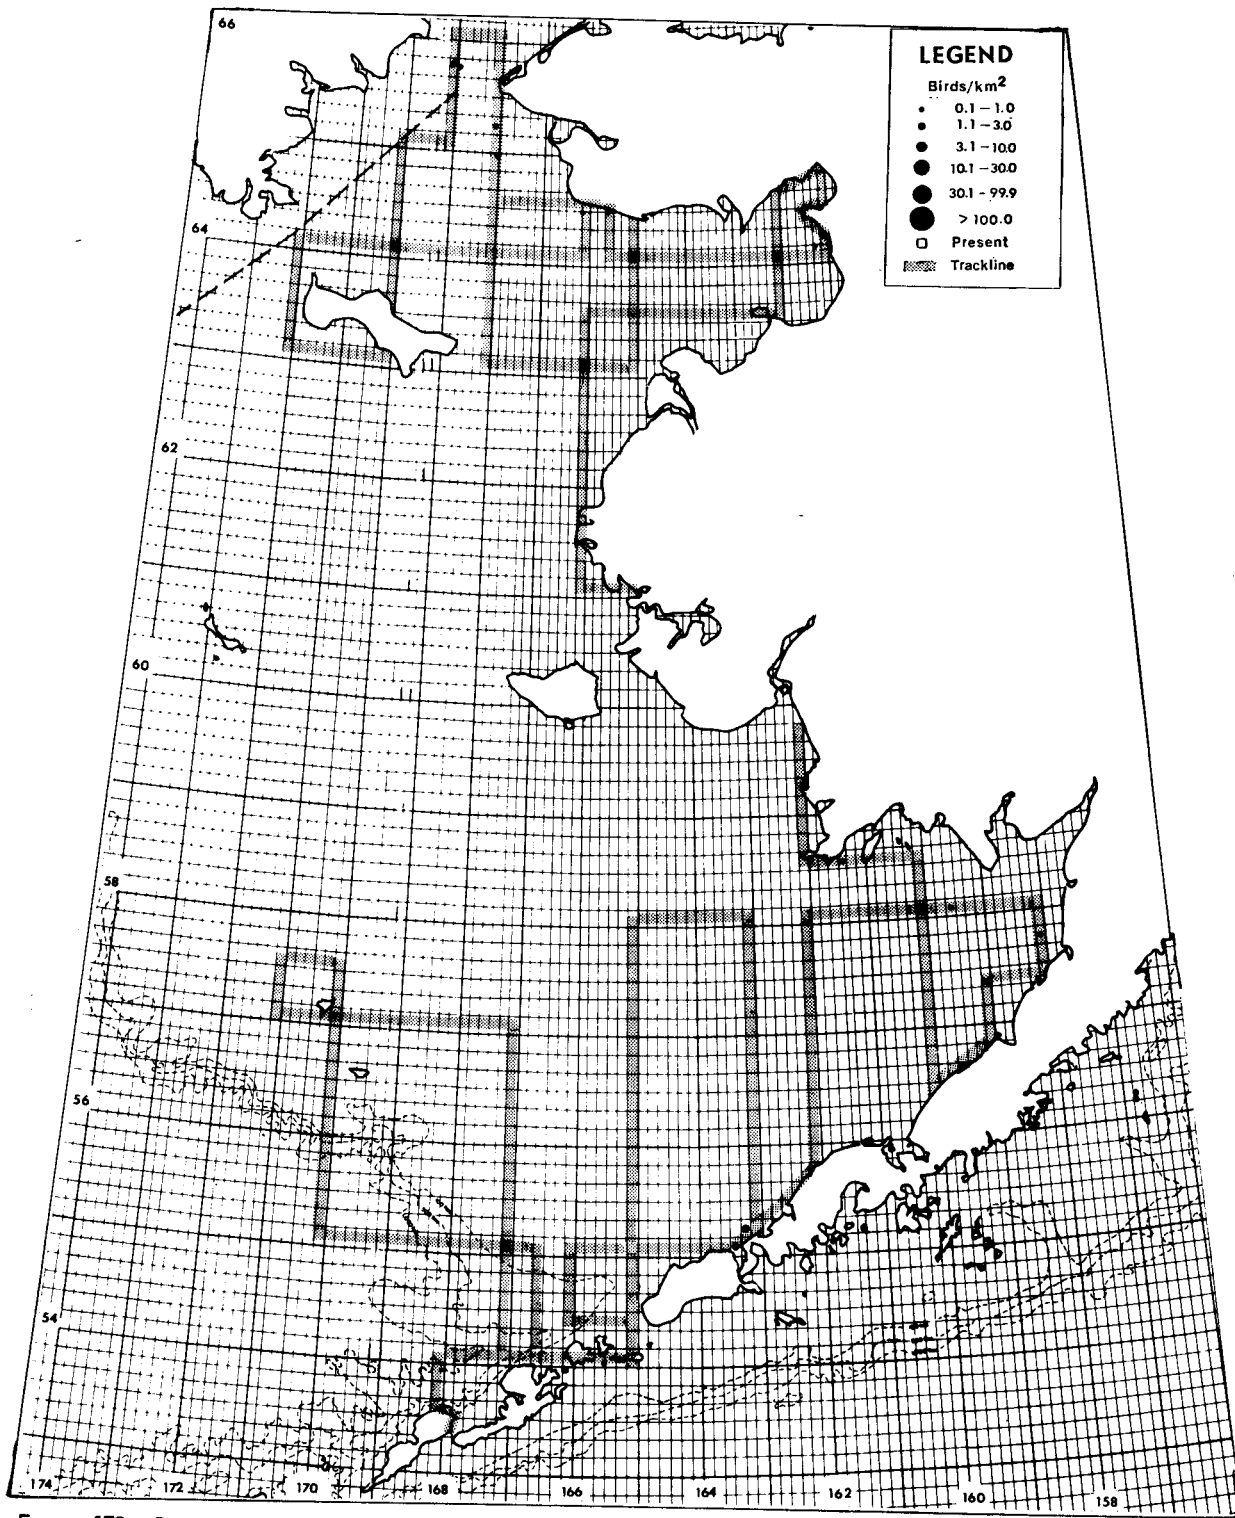 66
LEGEND
Birds/km²
0.1 – 1.0
1.1 – 3.0
3.1 – 10.0
10.1 – 30.0
30.1 – 99.9
> 100.0
Present
Trackline
64
62
60
58
56
54
174 172 170 168 166 164 162 160 158